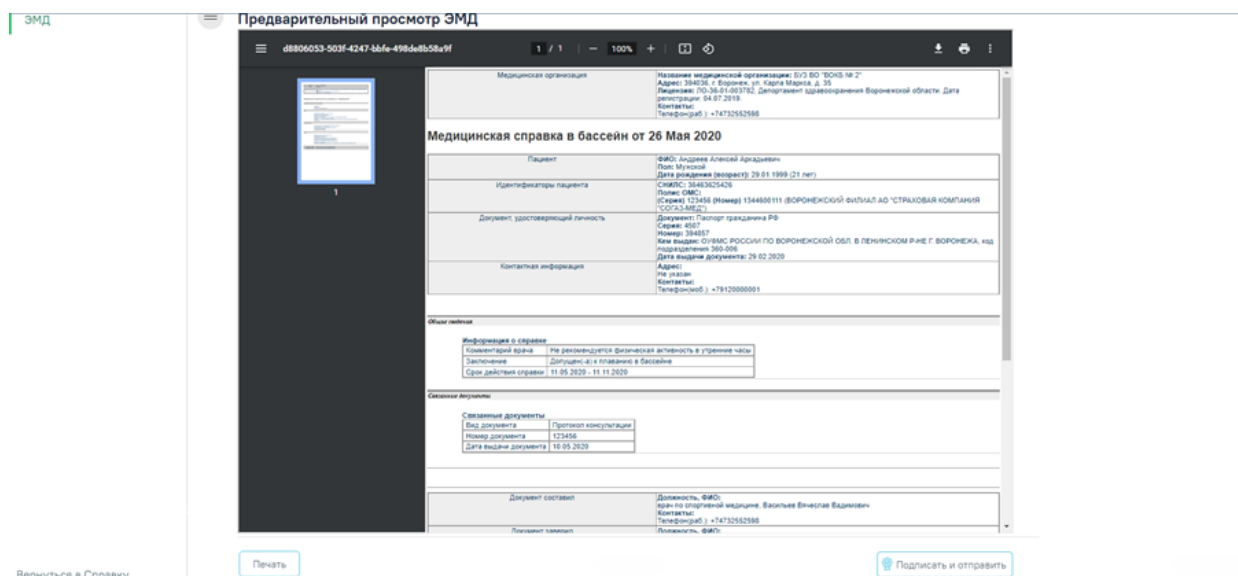 ЭМД
Предварительный просмотр ЭМД
d8806053-503f-4247-bbfe-498de8b58a9f
1 / 1
100%
1
Медицинская организация
Название медицинской организации: БУЗ ВО "ВОКБ № 2"
Адрес: 394036, г. Воронеж, ул. Карла Маркса, д. 35
Лицензия: ЛО-36-01-003782. Департамент здравоохранения Воронежской области. Дата
регистрации: 04.07.2019.
Контакты:
Телефон(раб.): +74732552598
Медицинская справка в бассейн от 26 Мая 2020
Пациент
ФИО: Андреев Алексей Аркадьевич
Пол: Мужской
Дата рождения (возраст): 29.01.1999 (21 лет)
Идентификаторы пациента
СНИЛС: 36463625426
Полис ОМС:
(Серия) 123456 (Номер) 1344600111 (ВОРОНЕЖСКИЙ ФИЛИАЛ АО "СТРАХОВАЯ КОМПАНИЯ
"СОГАЗ-МЕД")
Документ, удостоверяющий личность
Документ: Паспорт гражданина РФ
Серия: 4507
Номер: 394857
Кем выдан: ОУФМС РОССИИ ПО ВОРОНЕЖСКОЙ ОБЛ. В ЛЕНИНСКОМ Р-НЕ Г. ВОРОНЕЖА, код
подразделения 360-006
Дата выдачи документа: 29.02.2020
Контактная информация
Адрес:
Не указан
Контакты:
Телефон(моб.): +79120000001
Общие сведения
Информация о справке
Комментарий врача Не рекомендуется физическая активность в утренние часы
Заключение Допущен(-а) к плаванию в бассейне
Срок действия справки 11.05.2020 - 11.11.2020
Связанные документы
Связанные документы
Вид документа Протокол консультации
Номер документа 123456
Дата выдачи документа 10.05.2020
Документ составил
Должность, ФИО:
врач по спортивной медицине, Васильев Вячеслав Вадимович
Контакты:
Телефон(раб.): +74732552598
Документ заверил
Должность, ФИО:
Печать
Подписать и отправить
Вернуться в Справку